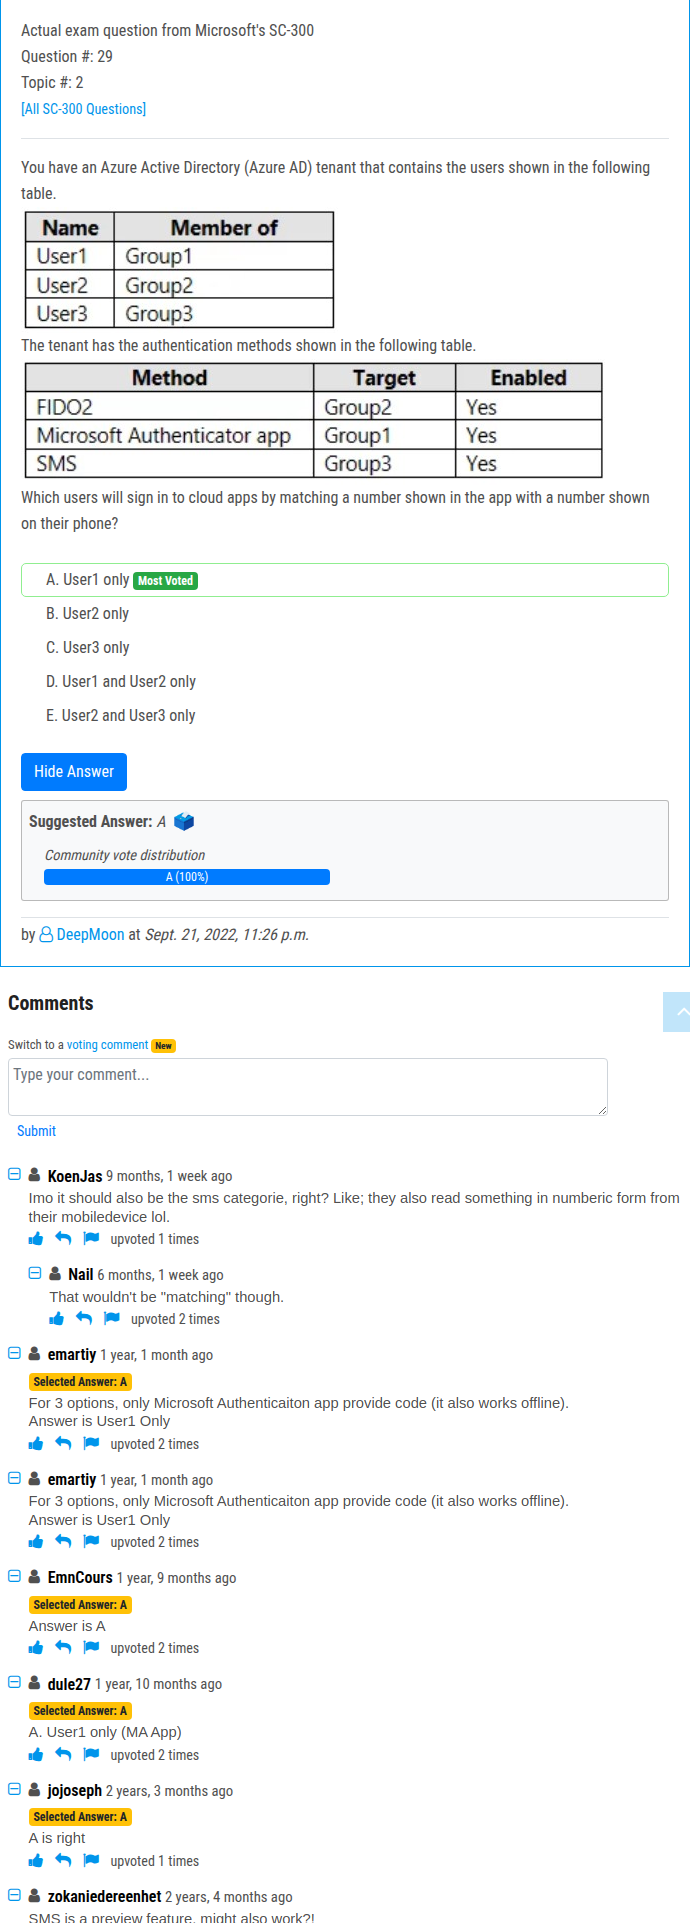 Actual exam question from Microsoft's SC-300
Question #: 29
Topic #: 2
[All SC-300 Questions]
You have an Azure Active Directory (Azure AD) tenant that contains the users shown in the following
table.
Name Member of
User1 Group1
User2 Group2
User3 Group3
The tenant has the authentication methods shown in the following table.
Method Target Enabled
FIDO2 Group2 Yes
Microsoft Authenticator app Group1 Yes
SMS Group3 Yes
Which users will sign in to cloud apps by matching a number shown in the app with a number shown
on their phone?
A. User1 only Most Voted
B. User2 only
C. User3 only
D. User1 and User2 only
E. User2 and User3 only
Hide Answer
Suggested Answer: A
Community vote distribution
A (100%)
by DeepMoon at Sept. 21, 2022, 11:26 p.m.
Comments
Switch to a voting comment New
Type your comment...
Submit
KoenJas 9 months, 1 week ago
Imo it should also be the sms categorie, right? Like; they also read something in numberic form from
their mobiledevice lol.
upvoted 1 times
Nail 6 months, 1 week ago
That wouldn't be "matching" though.
upvoted 2 times
emartiy 1 year, 1 month ago
Selected Answer: A
For 3 options, only Microsoft Authenticaiton app provide code (it also works offline).
Answer is User1 Only
upvoted 2 times
emartiy 1 year, 1 month ago
For 3 options, only Microsoft Authenticaiton app provide code (it also works offline).
Answer is User1 Only
upvoted 2 times
EmnCours 1 year, 9 months ago
Selected Answer: A
Answer is A
upvoted 2 times
dule27 1 year, 10 months ago
Selected Answer: A
A. User1 only (MA App)
upvoted 2 times
jojoseph 2 years, 3 months ago
Selected Answer: A
A is right
upvoted 1 times
zokaniedereenhet 2 years, 4 months ago
SMS is a preview feature, might also work?!